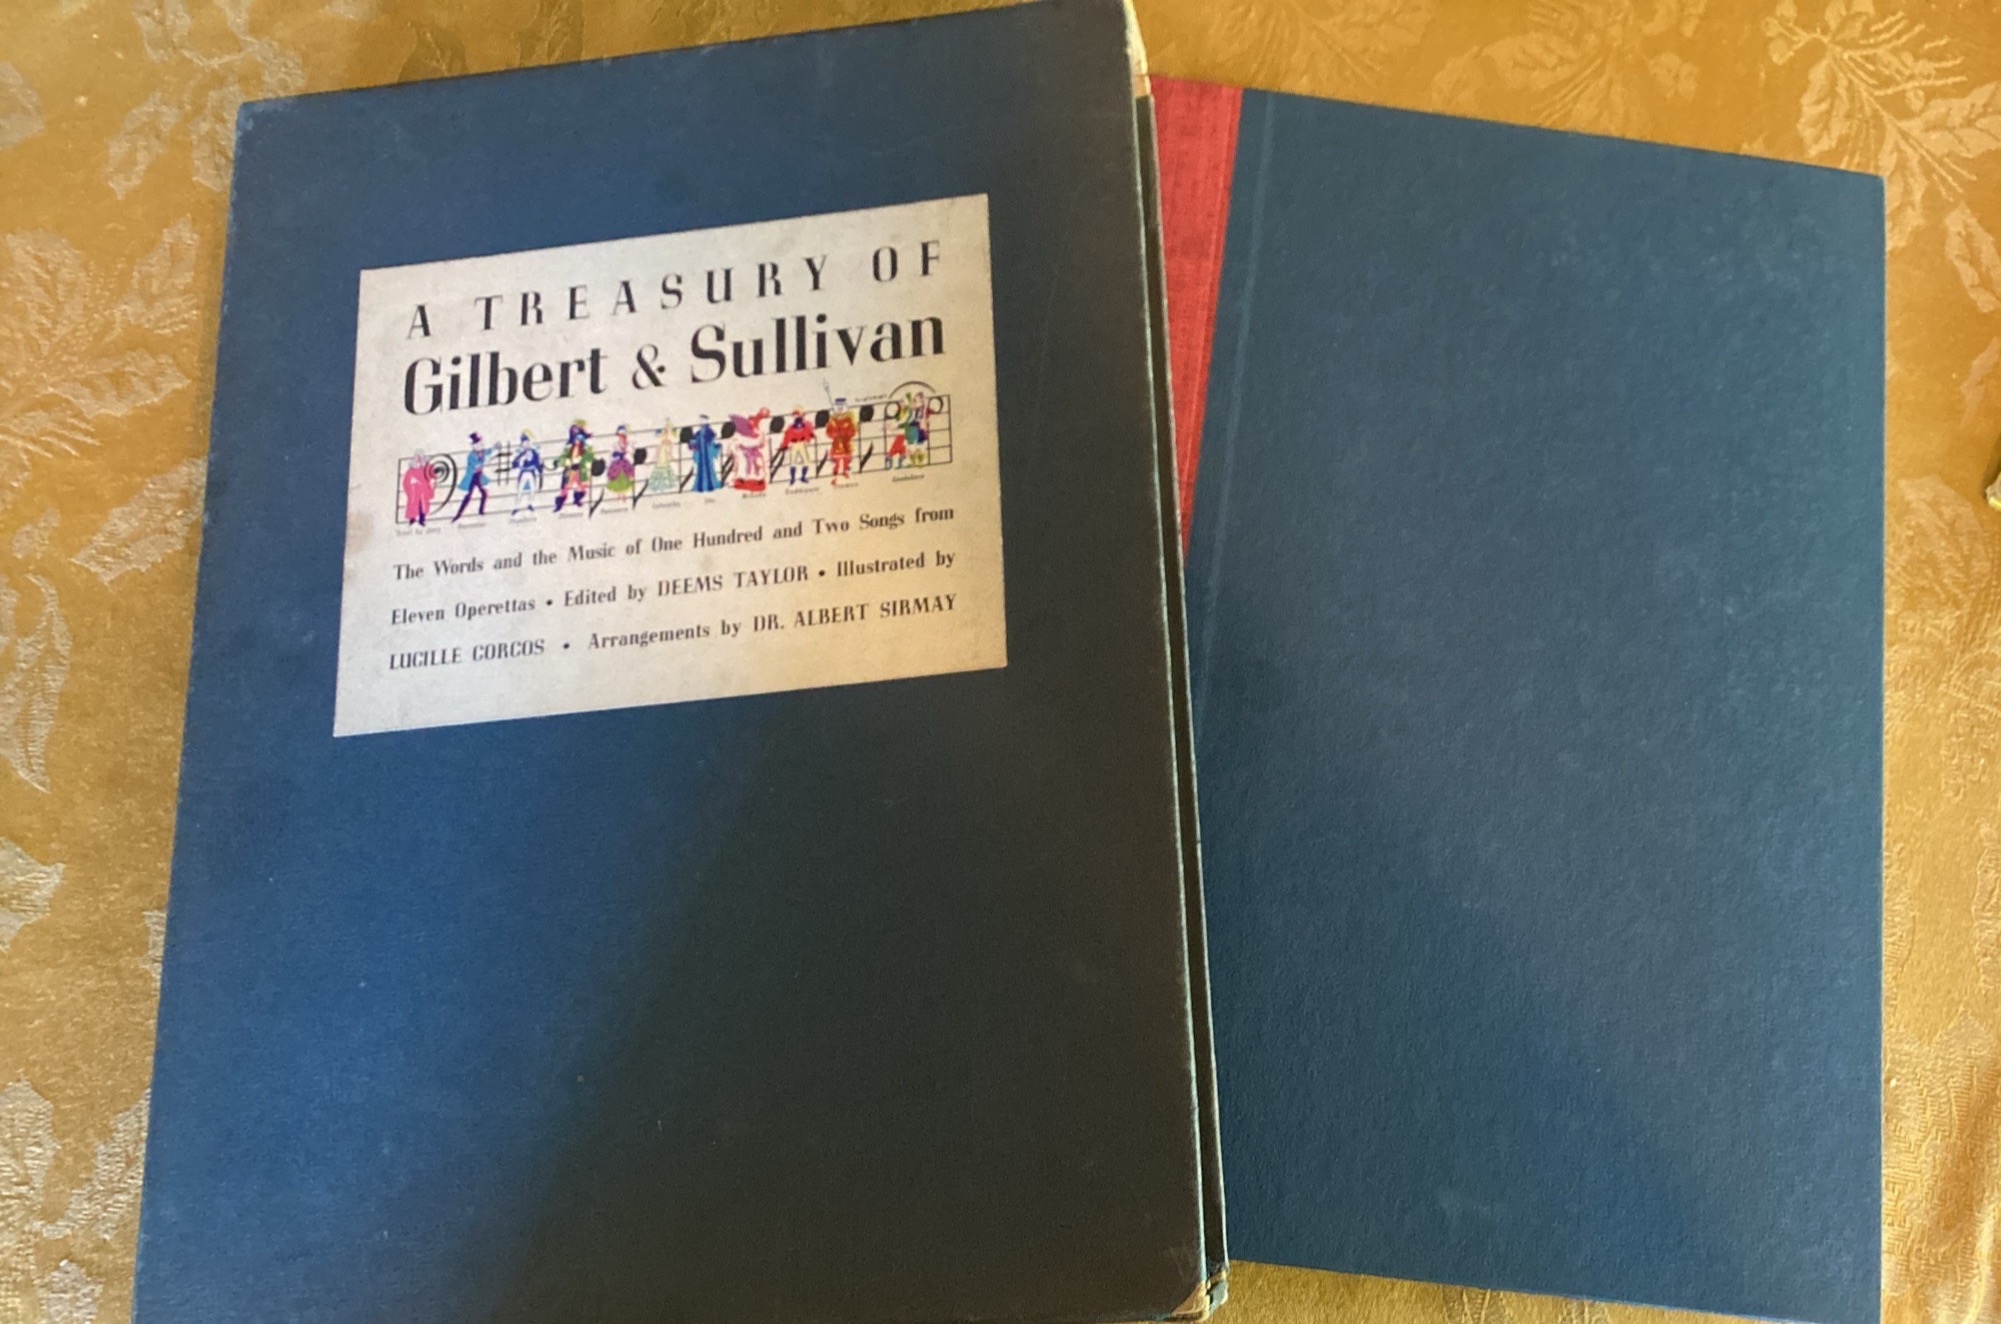 A TREASURY OF
Gilbert & Sullivan
The Words and the Music of One Hundred and Two Songs from
Eleven Operettas • Edited by DEEMS TAYLOR • Illustrated by
LUCILLE CORCOS • Arrangements by DR. ALBERT SIRMAY